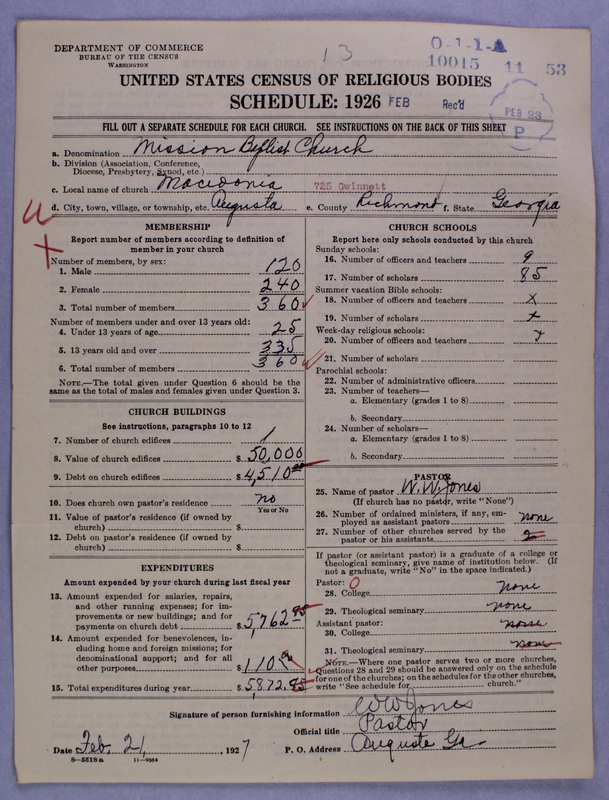 DEPARTMENT OF COMMERCE
BUREAU OF THE CENSUS
WASHINGTON
13
O-1-1-A
10015 11 53
UNITED STATES CENSUS OF RELIGIOUS BODIES
SCHEDULE: 1926 FEB Rec'd
FEB 23
P
FILL OUT A SEPARATE SCHEDULE FOR EACH CHURCH. SEE INSTRUCTIONS ON THE BACK OF THIS SHEET
a. Denomination Mission Baptist Church
b. Division (Association, Conference,
Diocese, Presbytery, Synod, etc.)
c. Local name of church Macedonia 725 Gwinnett
d. City, town, village, or township, etc. Augusta e. County Richmond f. State Georgia
MEMBERSHIP
Report number of members according to definition of
member in your church
Number of members, by sex:
1. Male 120
2. Female 240
3. Total number of members 360
Number of members under and over 13 years old:
4. Under 13 years of age 25
5. 13 years old and over 335
6. Total number of members 360
NOTE.—The total given under Question 6 should be the
same as the total of males and females given under Question 3.
CHURCH BUILDINGS
See instructions, paragraphs 10 to 12
7. Number of church edifices 1
8. Value of church edifices $ 50,000
9. Debt on church edifices $ 4,510 00
10. Does church own pastor's residence no
Yes or No
11. Value of pastor's residence (if owned by
church) $
12. Debt on pastor's residence (if owned by
church) $
EXPENDITURES
Amount expended by your church during last fiscal year
13. Amount expended for salaries, repairs,
and other running expenses; for im-
provements or new buildings; and for
payments on church debt $ 5,762 95
14. Amount expended for benevolences, in-
cluding home and foreign missions; for
denominational support; and for all
other purposes $ 110 00
15. Total expenditures during year $ 5,872.95
CHURCH SCHOOLS
Report here only schools conducted by this church
Sunday schools:
16. Number of officers and teachers 9
17. Number of scholars 85
Summer vacation Bible schools:
18. Number of officers and teachers x
19. Number of scholars x
Week-day religious schools:
20. Number of officers and teachers x
21. Number of scholars
Parochial schools:
22. Number of administrative officers
23. Number of teachers—
a. Elementary (grades 1 to 8)
b. Secondary
24. Number of scholars—
a. Elementary (grades 1 to 8)
b. Secondary
PASTOR
25. Name of pastor W. W. Jones
(If church has no pastor, write "None")
26. Number of ordained ministers, if any, em-
ployed as assistant pastors none
27. Number of other churches served by the
pastor or his assistants 2
If pastor (or assistant pastor) is a graduate of a college or
theological seminary, give name of institution below. (If
not a graduate, write "No" in the space indicated.)
Pastor: O
28. College none
29. Theological seminary none
Assistant pastor:
30. College none
31. Theological seminary none
NOTE.—Where one pastor serves two or more churches,
Questions 28 and 29 should be answered only on the schedule
for one of the churches; on the schedules for the other churches,
write "See schedule for church."
Signature of person furnishing information W W Jones
Official title Pastor
Date Feb. 21, , 1927 P. O. Address Augusta Ga.
8—5518 a 11—9064